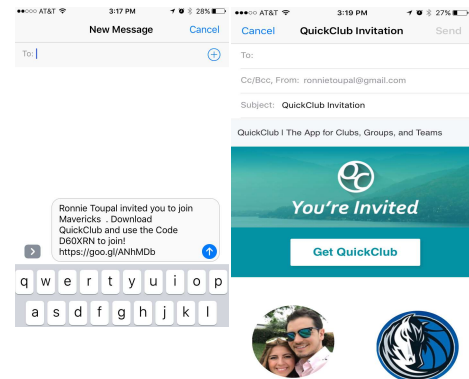 ●●○○○ AT&T 3:17 PM 28%
New Message Cancel
To:
Ronnie Toupal invited you to join
Mavericks . Download
QuickClub and use the Code
D60XRN to join!
https://goo.gl/ANhMDb
q w e r t y u i o p
a s d f g h j k l
●●●○○ AT&T 3:19 PM 27%
Cancel QuickClub Invitation Send
To:
Cc/Bcc, From: ronnietoupal@gmail.com
Subject: QuickClub Invitation
QuickClub I The App for Clubs, Groups, and Teams
QC
You're Invited
Get QuickClub